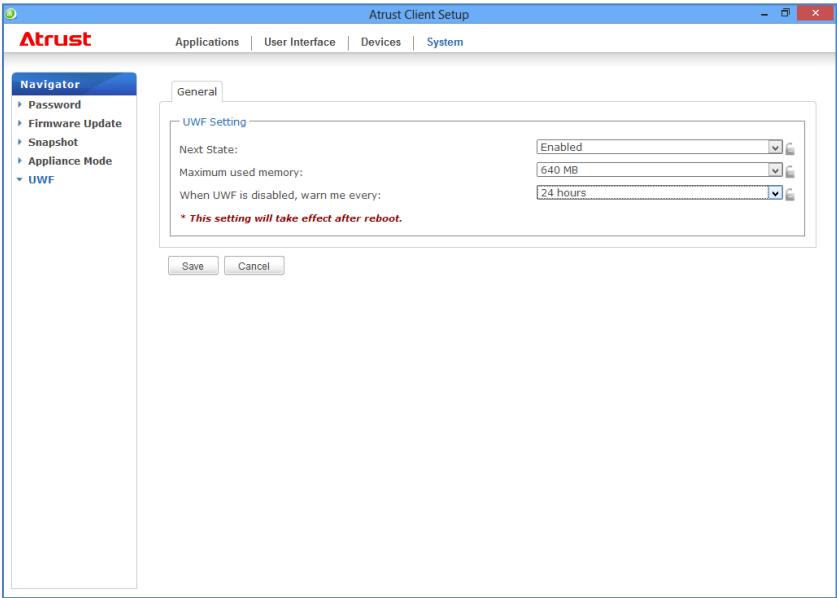 Atrust Client Setup
Atrust
Applications | User Interface | Devices | System
Navigator
Password
Firmware Update
Snapshot
Appliance Mode
UWF
General
UWF Setting
Next State: Enabled
Maximum used memory: 640 MB
When UWF is disabled, warn me every: 24 hours
* This setting will take effect after reboot.
Save Cancel